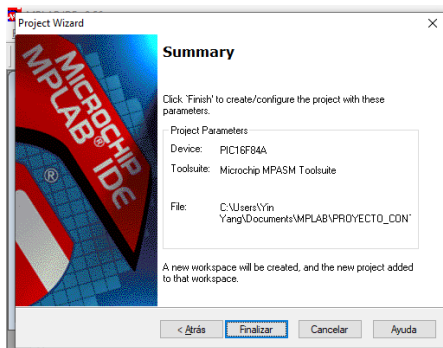 Project Wizard
MICROCHIP
MPLAB® IDE
®
Summary
Click 'Finish' to create/configure the project with these
parameters.
Project Parameters
Device: PIC16F84A
Toolsuite: Microchip MPASM Toolsuite
File: C:\Users\Yin
Yang\Documents\MPLAB\PROYECTO_CON
A new workspace will be created, and the new project added
to that workspace.
< Atrás Finalizar Cancelar Ayuda